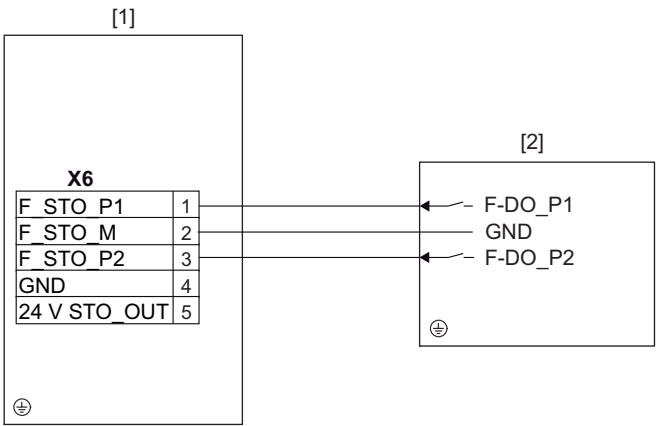 [1]
[2]
X6
F_STO_P1 1
F-DO_P1
F_STO_M 2
GND
F_STO_P2 3
F-DO_P2
GND 4
24 V STO_OUT 5